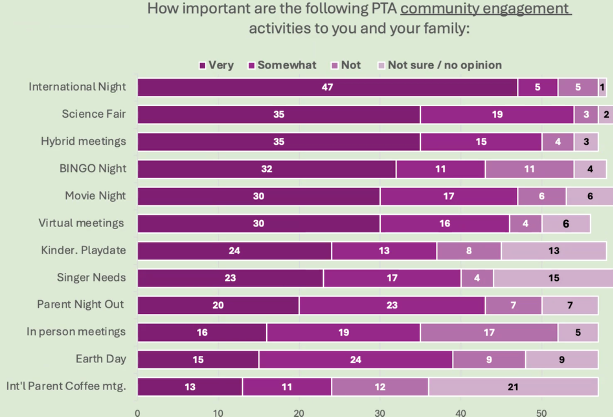 How important are the following PTA community engagement
activities to you and your family:
Very Somewhat Not Not sure / no opinion
International Night 47 5 5 1
Science Fair 35 19 3 2
Hybrid meetings 35 15 4 3
BINGO Night 32 11 11 4
Movie Night 30 17 6 6
Virtual meetings 30 16 4 6
Kinder. Playdate 24 13 8 13
Singer Needs 23 17 4 15
Parent Night Out 20 23 7 7
In person meetings 16 19 17 5
Earth Day 15 24 9 9
Int'l Parent Coffee mtg. 13 11 12 21
0 10 20 30 40 50